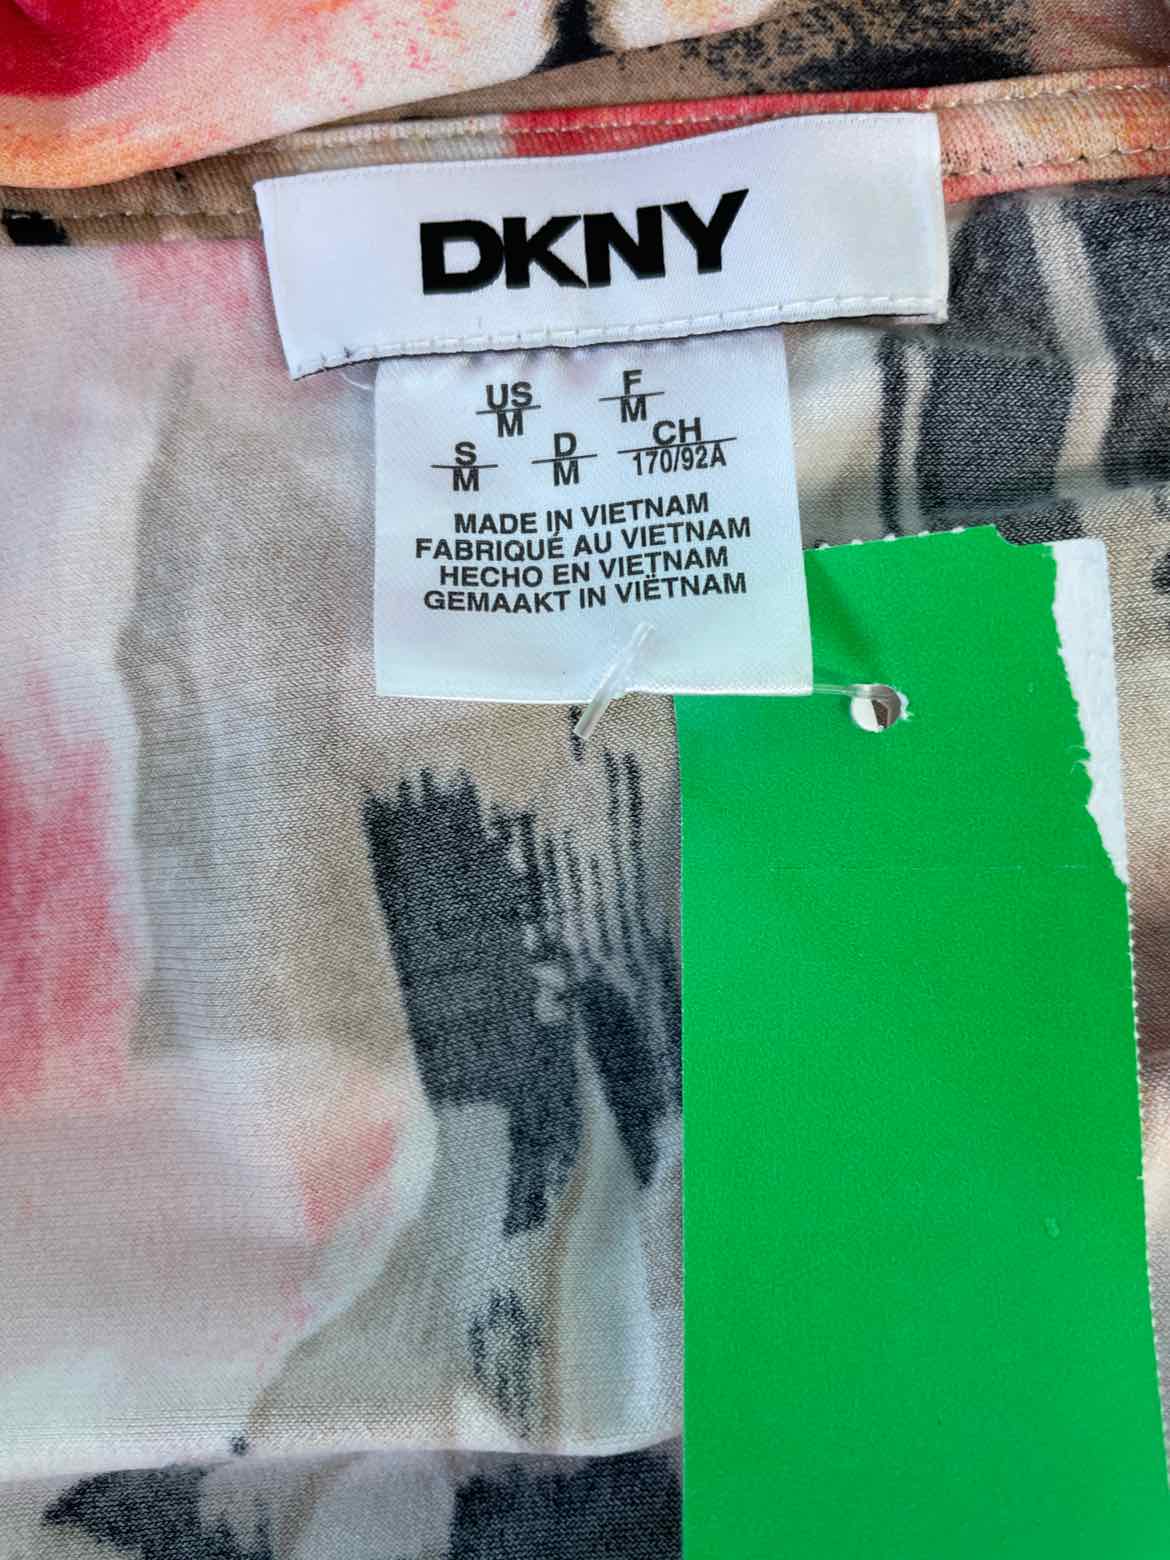 DKNY
US F
M M
S D CH
M M 170/92A
MADE IN VIETNAM
FABRIQUÉ AU VIETNAM
HECHO EN VIETNAM
GEMAAKT IN VIËTNAM